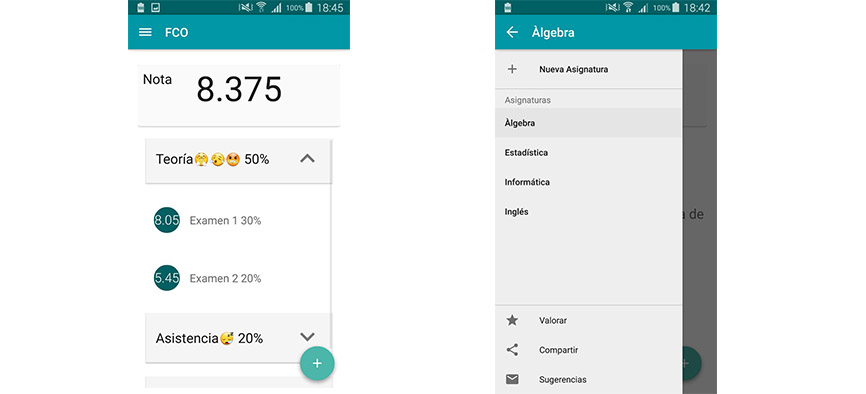 100% 18:45
FCO
Nota 8.375
Teoría😤😥😷 50%
8.05 Examen 1 30%
5.45 Examen 2 20%
Asistencia😴 20%
+
100% 18:42
Àlgebra
+ Nueva Asignatura
Asignaturas
Àlgebra
Estadística
Informática
Inglés
a de
Valorar
Compartir
Sugerencias